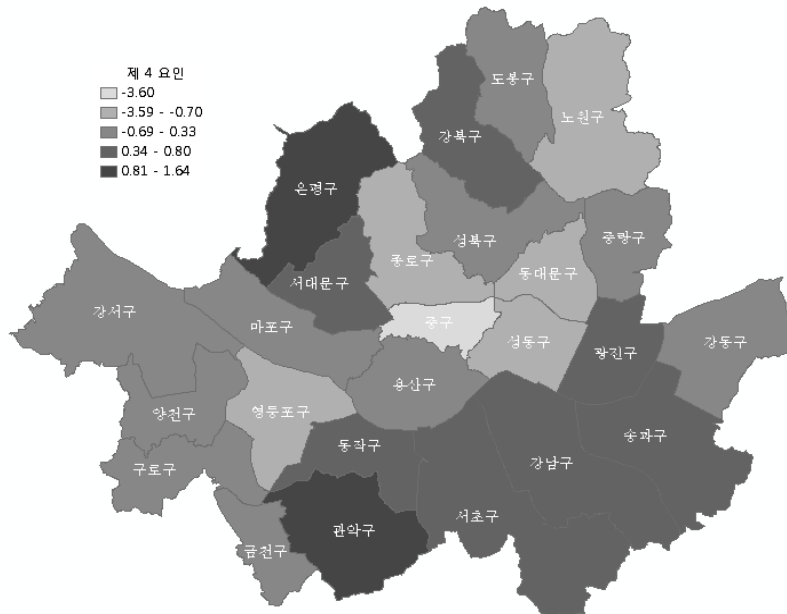 제 4 요인
-3.60
-3.59 - -0.70
-0.69 - 0.33
0.34 - 0.80
0.81 - 1.64
도봉구
노원구
강북구
은평구
성북구
중랑구
종로구
동대문구
서대문구
강서구
마포구
중구
성동구
광진구
강동구
용산구
양천구
영등포구
송파구
동작구
강남구
구로구
서초구
관악구
금천구